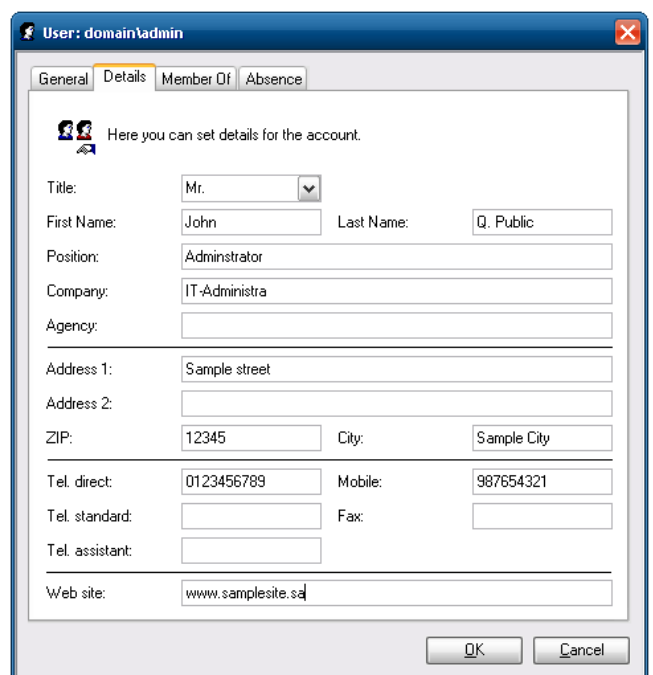 User: domain\admin
General Details Member Of Absence
Here you can set details for the account.
Title: Mr.
First Name: John Last Name: Q. Public
Position: Adminstrator
Company: IT-Administra
Agency:
Address 1: Sample street
Address 2:
ZIP: 12345 City: Sample City
Tel. direct: 0123456789 Mobile: 987654321
Tel. standard: Fax:
Tel. assistant:
Web site: www.samplesite.sa
OK Cancel